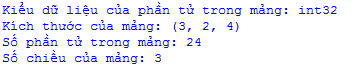 Kiểu dữ liệu của phần tử trong mảng: int32
Kích thước của mảng: (3, 2, 4)
Số phần tử trong mảng: 24
Số chiều của mảng: 3